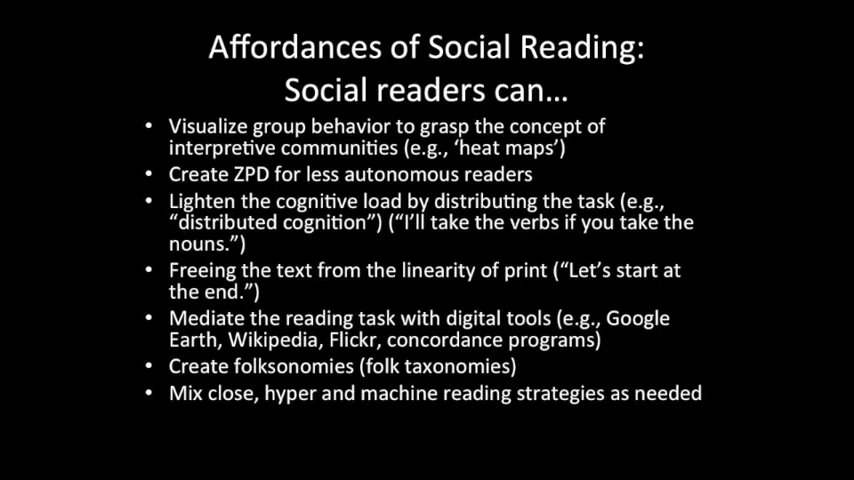 Affordances of Social Reading:
Social readers can…
• Visualize group behavior to grasp the concept of
interpretive communities (e.g., ‘heat maps’)
• Create ZPD for less autonomous readers
• Lighten the cognitive load by distributing the task (e.g.,
“distributed cognition”) (“I’ll take the verbs if you take the
nouns.”)
• Freeing the text from the linearity of print (“Let’s start at
the end.”)
• Mediate the reading task with digital tools (e.g., Google
Earth, Wikipedia, Flickr, concordance programs)
• Create folksonomies (folk taxonomies)
• Mix close, hyper and machine reading strategies as needed